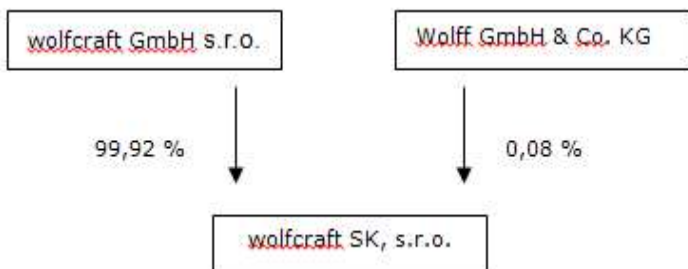 wolfcraft GmbH s.r.o.
Wolff GmbH & Co. KG
99,92 %
0,08 %
wolfcraft SK, s.r.o.